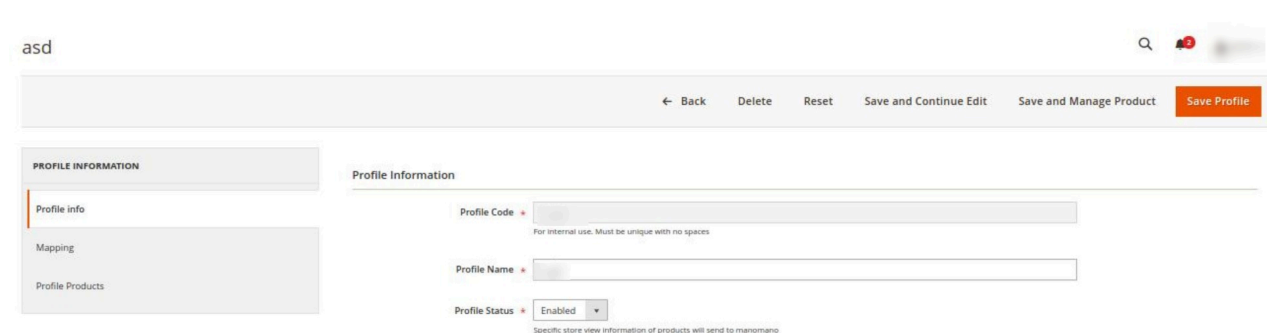 asd
2
← Back Delete Reset Save and Continue Edit Save and Manage Product Save Profile
PROFILE INFORMATION
Profile info
Mapping
Profile Products
Profile Information
Profile Code *
For internal use. Must be unique with no spaces
Profile Name *
Profile Status * Enabled
Specific store view information of products will send to manomano